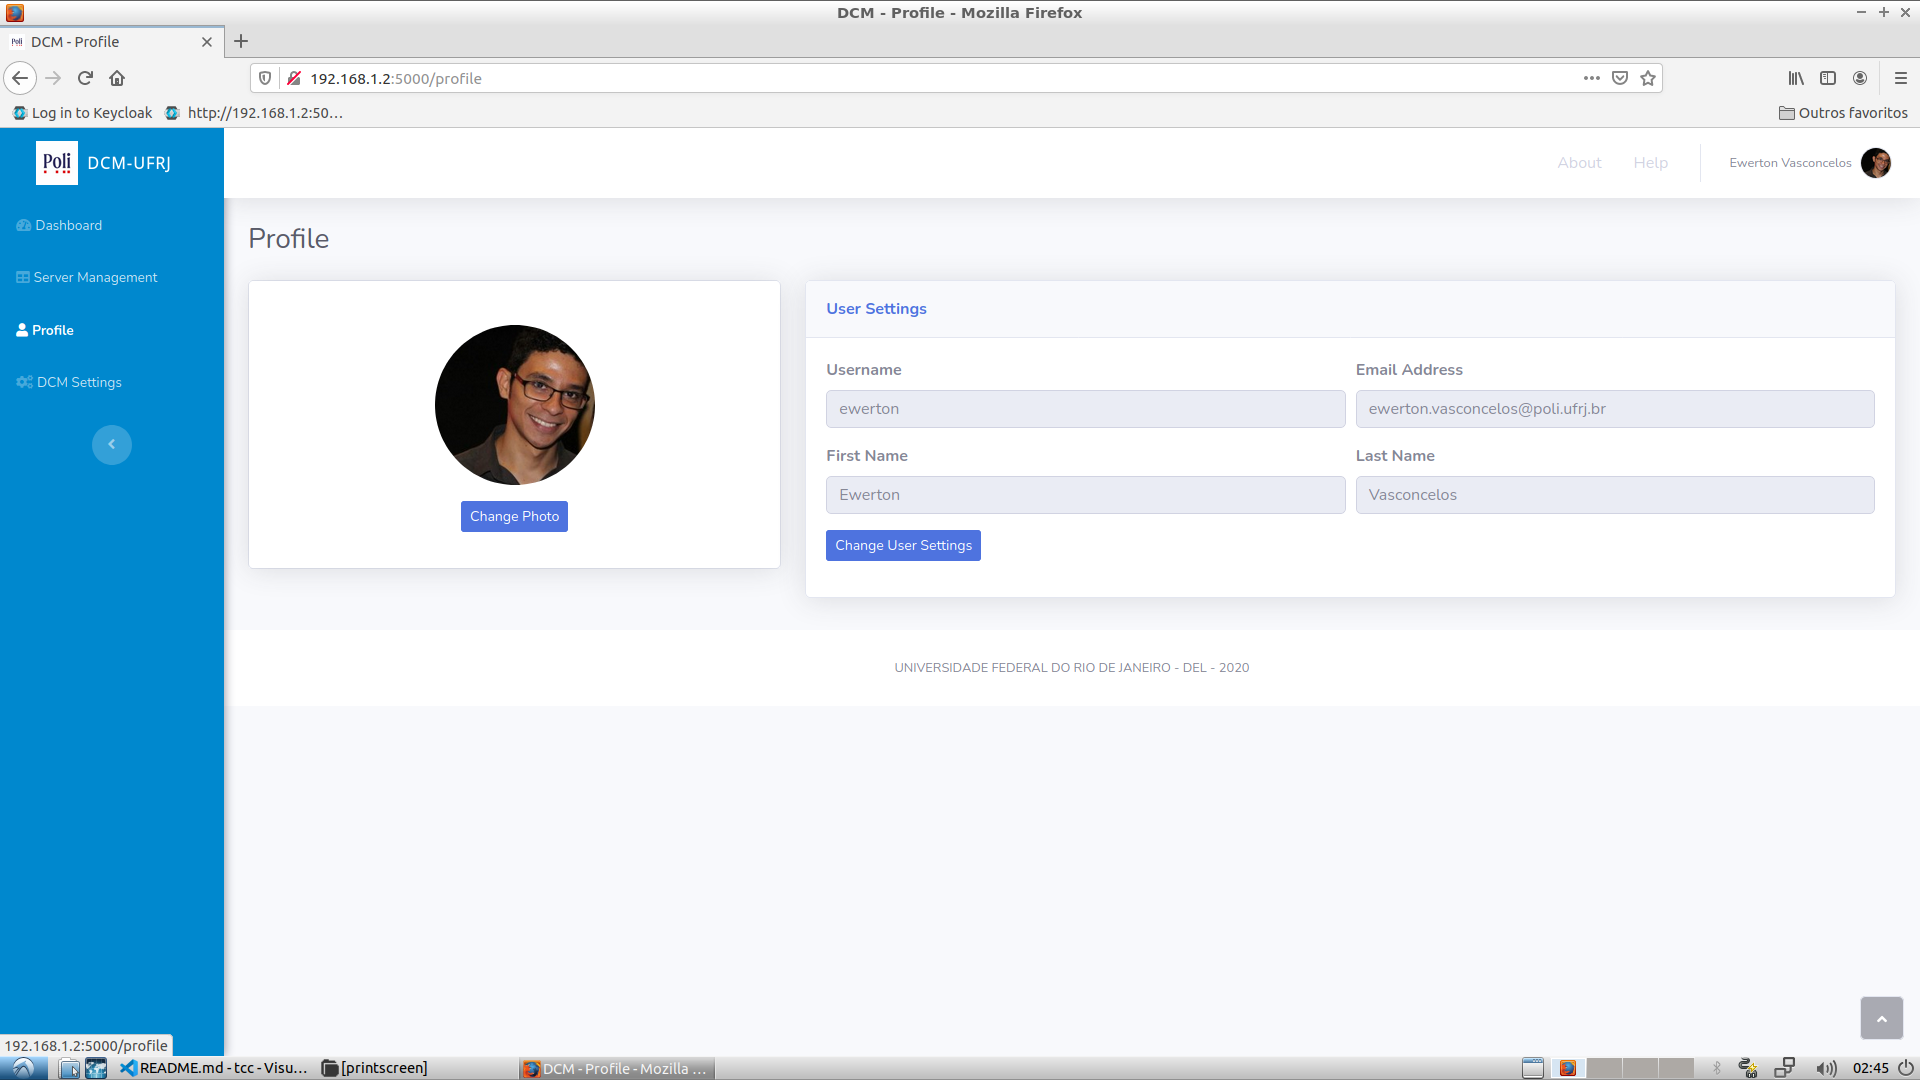 DCM - Profile - Mozilla Firefox
Poli DCM - Profile
192.168.1.2:5000/profile
Log in to Keycloak http://192.168.1.2:50... Outros favoritos
Poli DCM-UFRJ
About Help Ewerton Vasconcelos
Dashboard
Server Management
Profile
DCM Settings
Profile
Change Photo
User Settings
Username Email Address
ewerton ewerton.vasconcelos@poli.ufrj.br
First Name Last Name
Ewerton Vasconcelos
Change User Settings
UNIVERSIDADE FEDERAL DO RIO DE JANEIRO - DEL - 2020
192.168.1.2:5000/profile
README.md - tcc - Visu... [printscreen] DCM - Profile - Mozilla ... 02:45